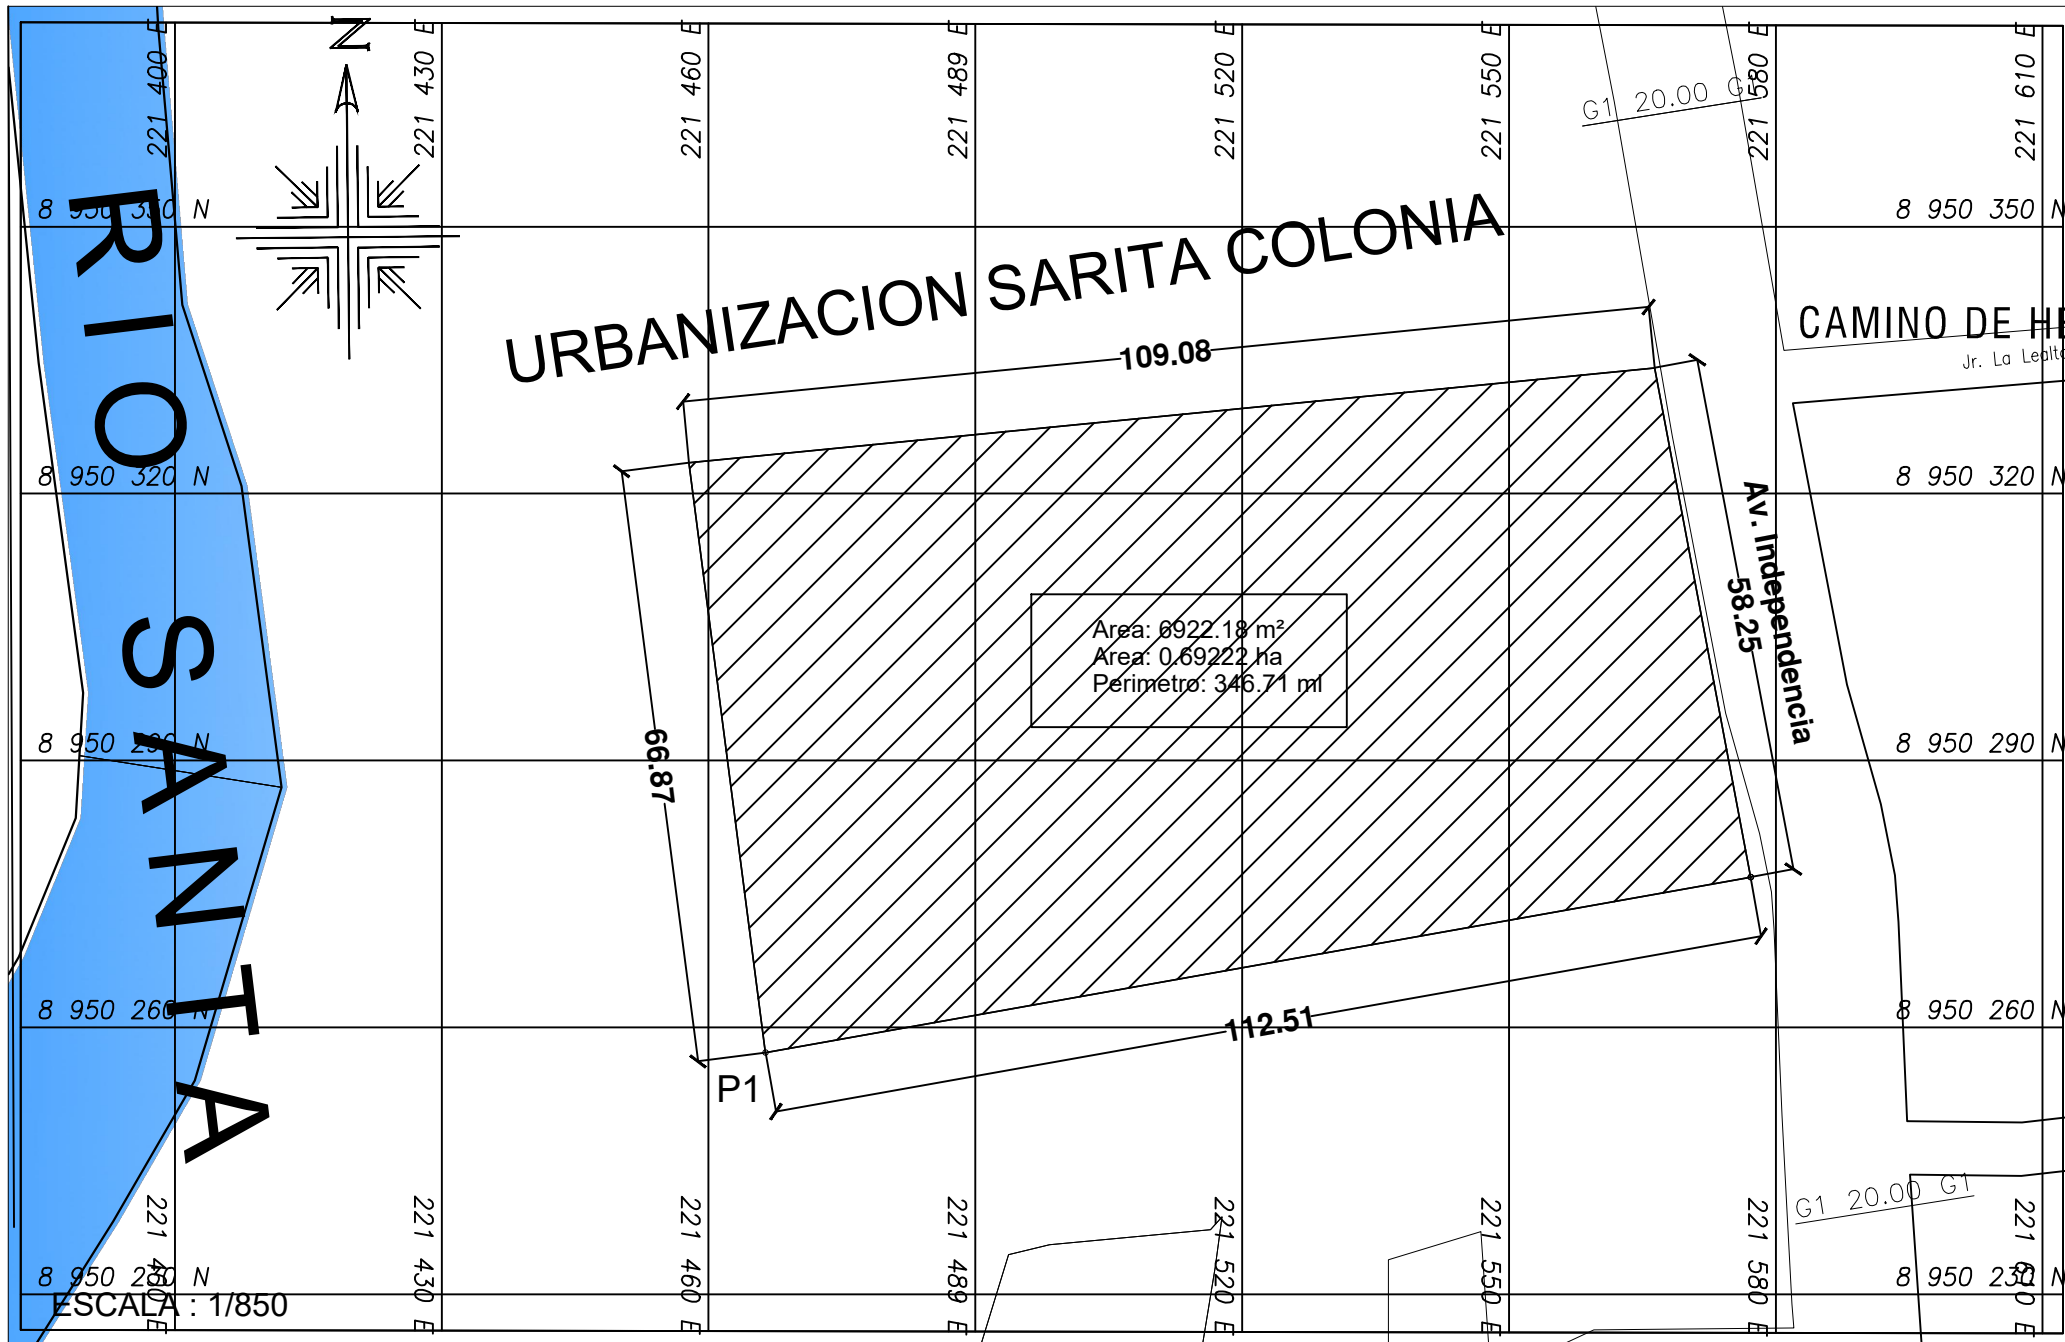 N
221 400 E
221 430 E
221 460 E
221 489 E
221 520 E
221 550 E
221 580 E
221 610 E
G1 20.00 G1
8 950 350 N
8 950 350 N
URBANIZACION SARITA COLONIA
CAMINO DE HE
Jr. La Lealta
109.08
RIO SANTA
8 950 320 N
8 950 320 N
Av. Independencia
58.25
Area: 6922.18 m²
Area: 0.69222 ha
Perimetro: 346.71 ml
66.87
8 950 290 N
8 950 290 N
8 950 260 N
8 950 260 N
112.51
P1
G1 20.00 G1
221 400 E
221 430 E
221 460 E
221 489 E
221 520 E
221 550 E
221 580 E
221 610 E
8 950 230 N
8 950 230 N
ESCALA : 1/850